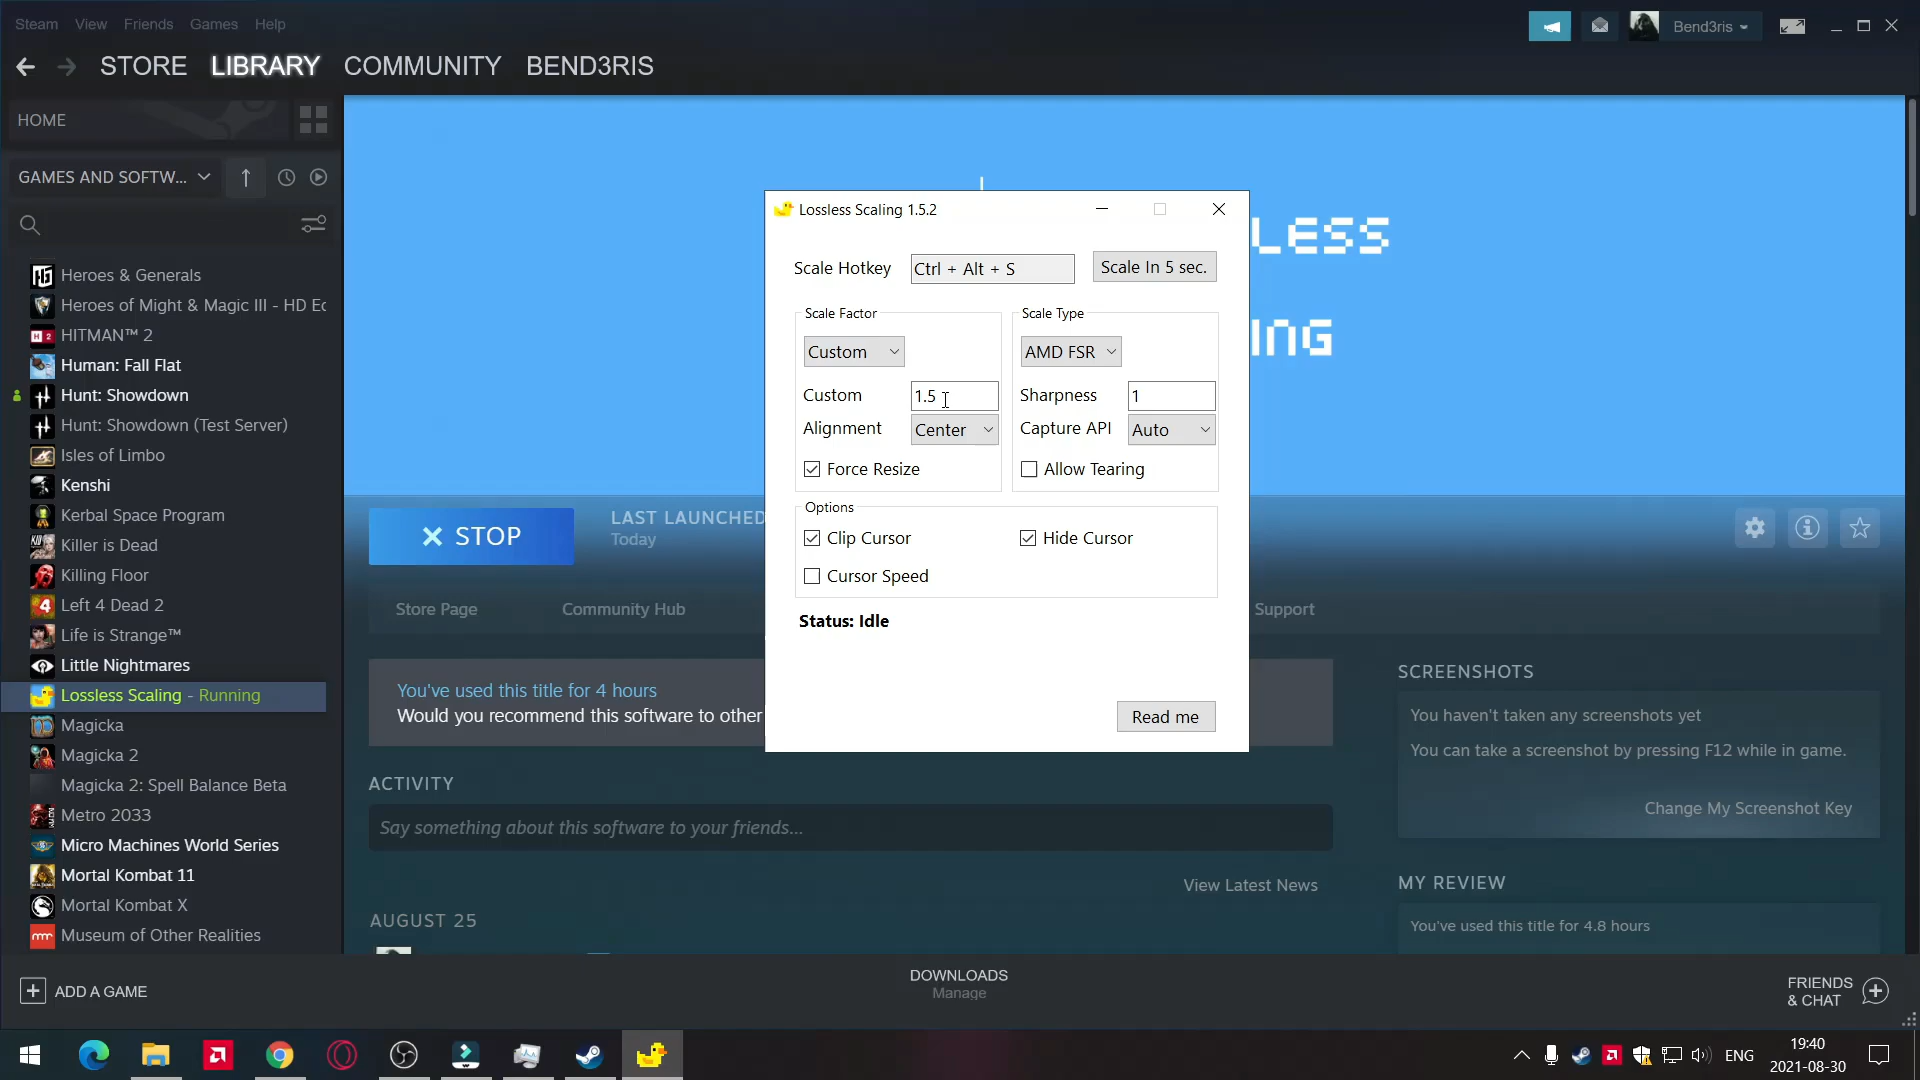 Steam View Friends Games Help
Bend3ris
STORE LIBRARY COMMUNITY BEND3RIS
HOME
GAMES AND SOFTW...
Heroes & Generals
Heroes of Might & Magic III - HD Ec
HITMAN™ 2
Human: Fall Flat
Hunt: Showdown
Hunt: Showdown (Test Server)
Isles of Limbo
Kenshi
Kerbal Space Program
Killer is Dead
Killing Floor
Left 4 Dead 2
Life is Strange™
Little Nightmares
Lossless Scaling - Running
Magicka
Magicka 2
Magicka 2: Spell Balance Beta
Metro 2033
Micro Machines World Series
Mortal Kombat 11
Mortal Kombat X
Museum of Other Realities
ADD A GAME
LESS
ING
Lossless Scaling 1.5.2
Scale Hotkey Ctrl + Alt + S Scale In 5 sec.
Scale Factor Scale Type
Custom AMD FSR
Custom 1.5 Sharpness 1
Alignment Center Capture API Auto
Force Resize Allow Tearing
Options
Clip Cursor Hide Cursor
Cursor Speed
Status: Idle
Read me
STOP
LAST LAUNCHED
Today
Store Page Community Hub Support
You've used this title for 4 hours
Would you recommend this software to other
ACTIVITY
Say something about this software to your friends...
View Latest News
AUGUST 25
SCREENSHOTS
You haven't taken any screenshots yet
You can take a screenshot by pressing F12 while in game.
Change My Screenshot Key
MY REVIEW
You've used this title for 4.8 hours
DOWNLOADS
Manage
FRIENDS
& CHAT
ENG
19:40
2021-08-30